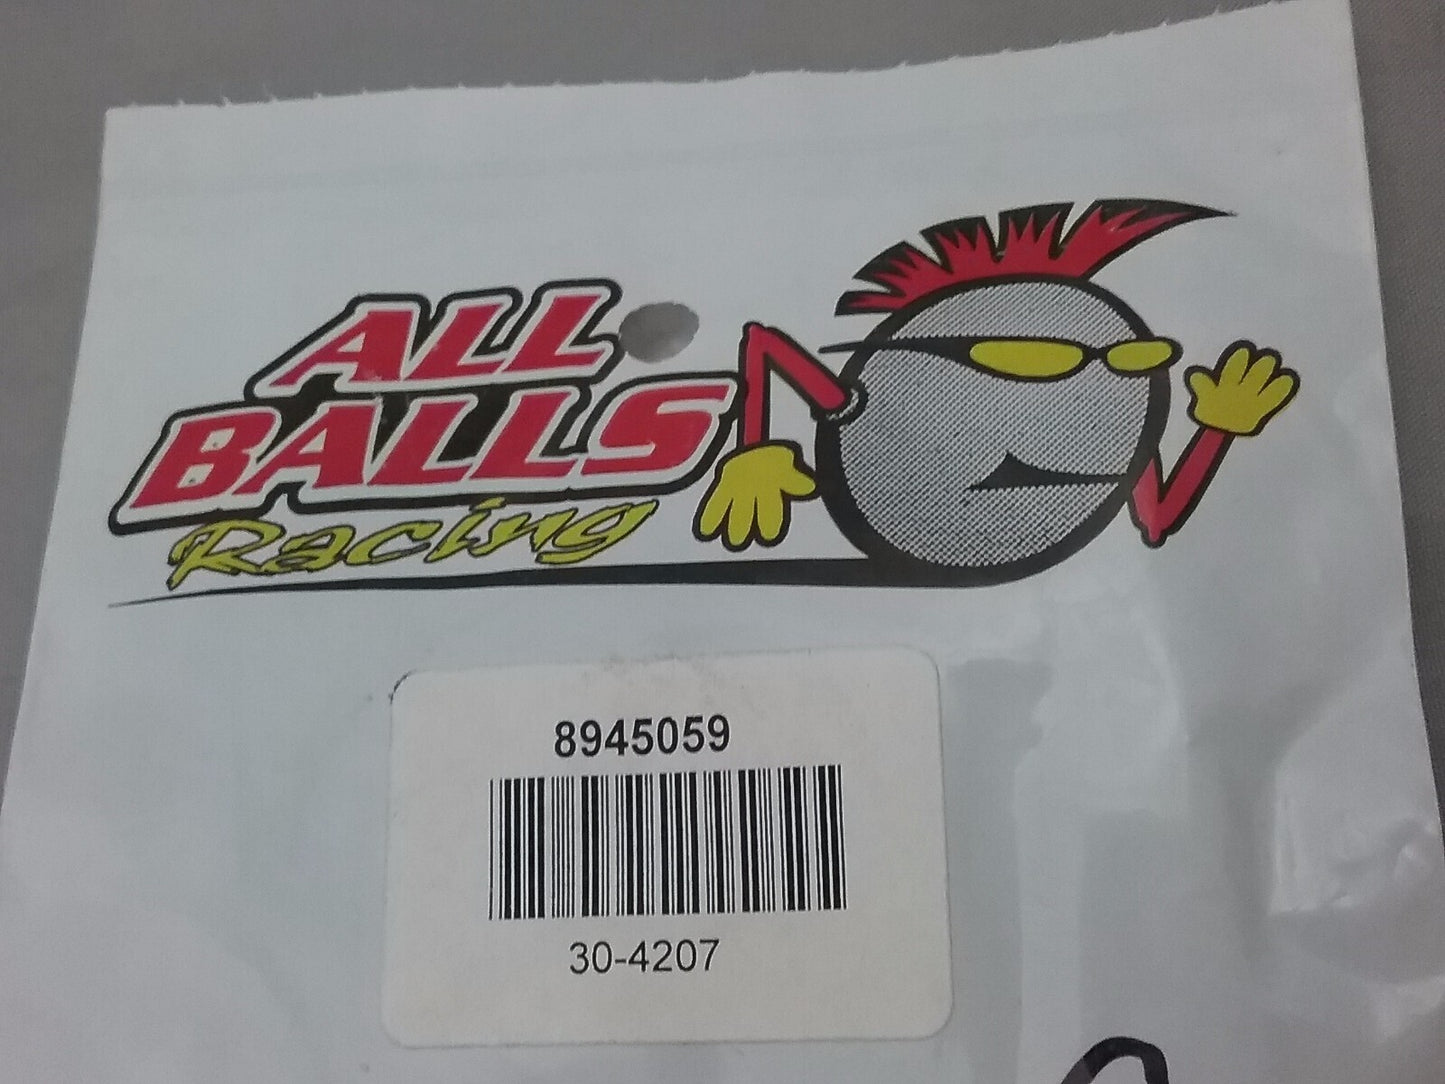 ALL
BALLS
Racing
8945059
30-4207